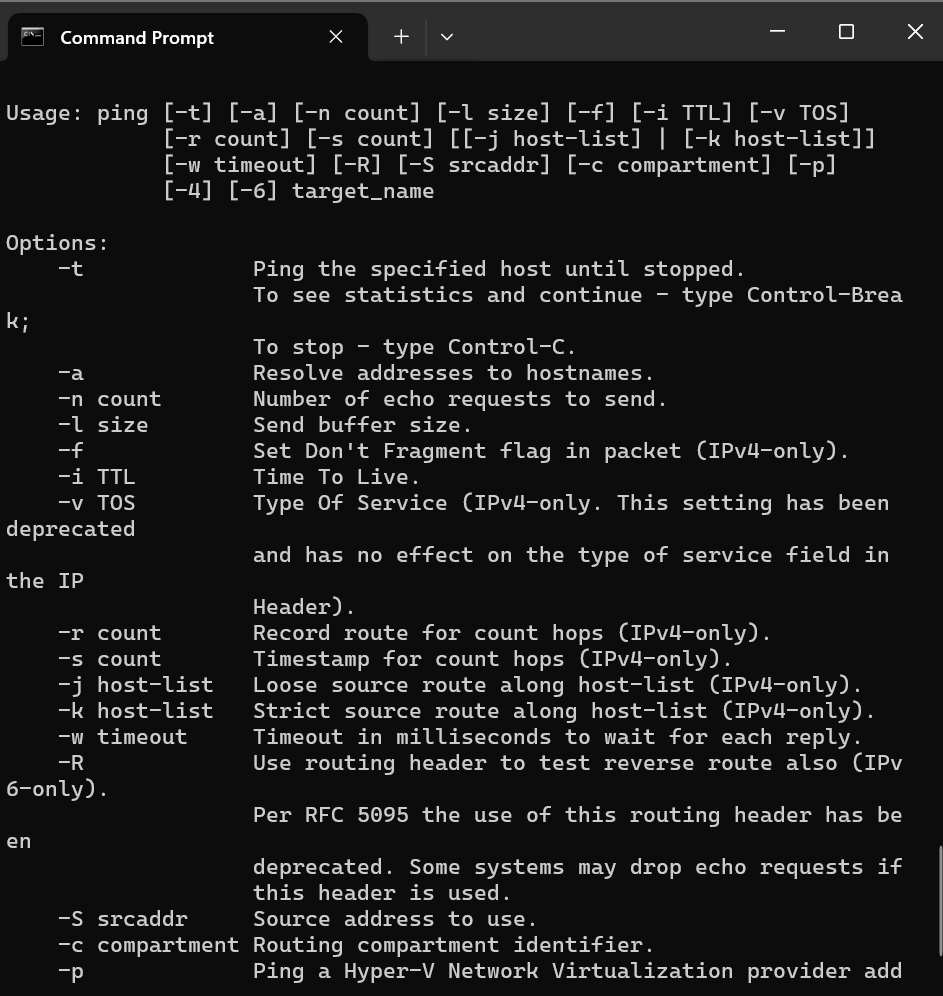 Command Prompt
Usage: ping [-t] [-a] [-n count] [-l size] [-f] [-i TTL] [-v TOS]
            [-r count] [-s count] [[-j host-list] | [-k host-list]]
            [-w timeout] [-R] [-S srcaddr] [-c compartment] [-p]
            [-4] [-6] target_name
Options:
    -t             Ping the specified host until stopped.
                   To see statistics and continue - type Control-Brea
k;
                   To stop - type Control-C.
    -a             Resolve addresses to hostnames.
    -n count       Number of echo requests to send.
    -l size        Send buffer size.
    -f             Set Don't Fragment flag in packet (IPv4-only).
    -i TTL         Time To Live.
    -v TOS         Type Of Service (IPv4-only. This setting has been
deprecated
                   and has no effect on the type of service field in
the IP
                   Header).
    -r count       Record route for count hops (IPv4-only).
    -s count       Timestamp for count hops (IPv4-only).
    -j host-list   Loose source route along host-list (IPv4-only).
    -k host-list   Strict source route along host-list (IPv4-only).
    -w timeout     Timeout in milliseconds to wait for each reply.
    -R             Use routing header to test reverse route also (IPv
6-only).
                   Per RFC 5095 the use of this routing header has be
en
                   deprecated. Some systems may drop echo requests if
                   this header is used.
    -S srcaddr     Source address to use.
    -c compartment Routing compartment identifier.
    -p             Ping a Hyper-V Network Virtualization provider add